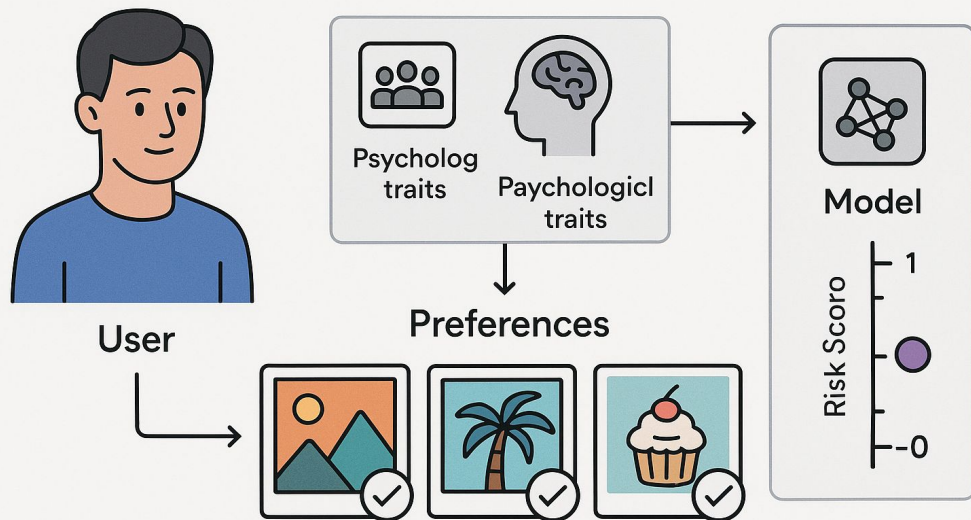 Psycholog
traits
Paychologicl
traits
Model
1
Risk Scoro
-0
User
Preferences